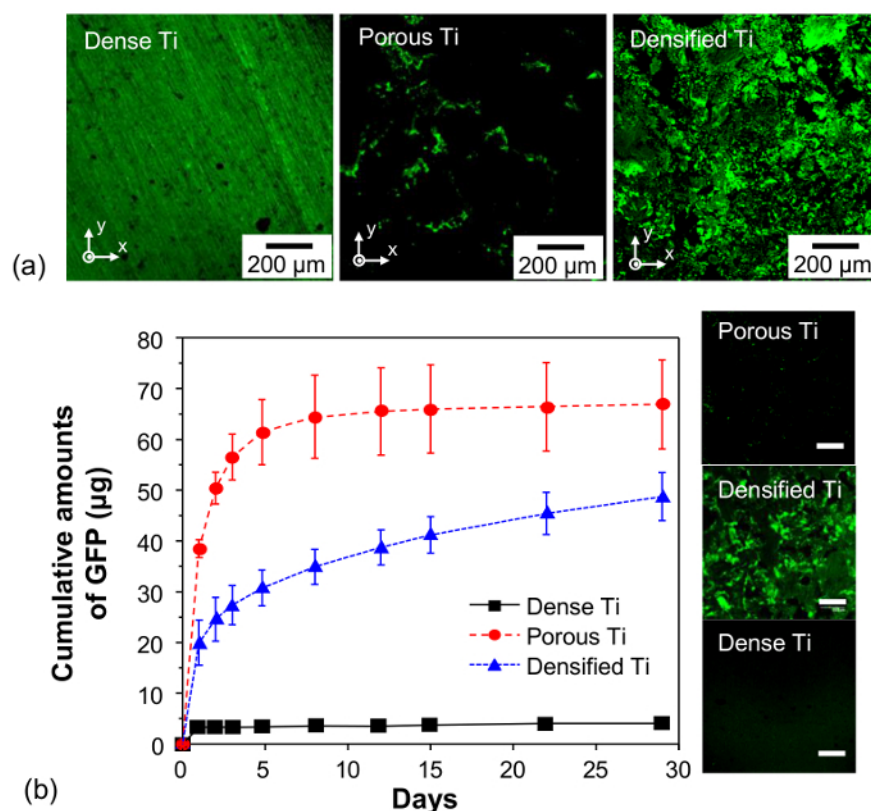 Dense Ti
Porous Ti
Densified Ti
y
x
200 µm
y
x
200 µm
y
x
200 µm
(a)
80
70
60
50
40
30
20
10
0
Cumulative amounts
of GFP (µg)
Dense Ti
Porous Ti
Densified Ti
0
5
10
15
20
25
30
Days
Porous Ti
Densified Ti
Dense Ti
(b)